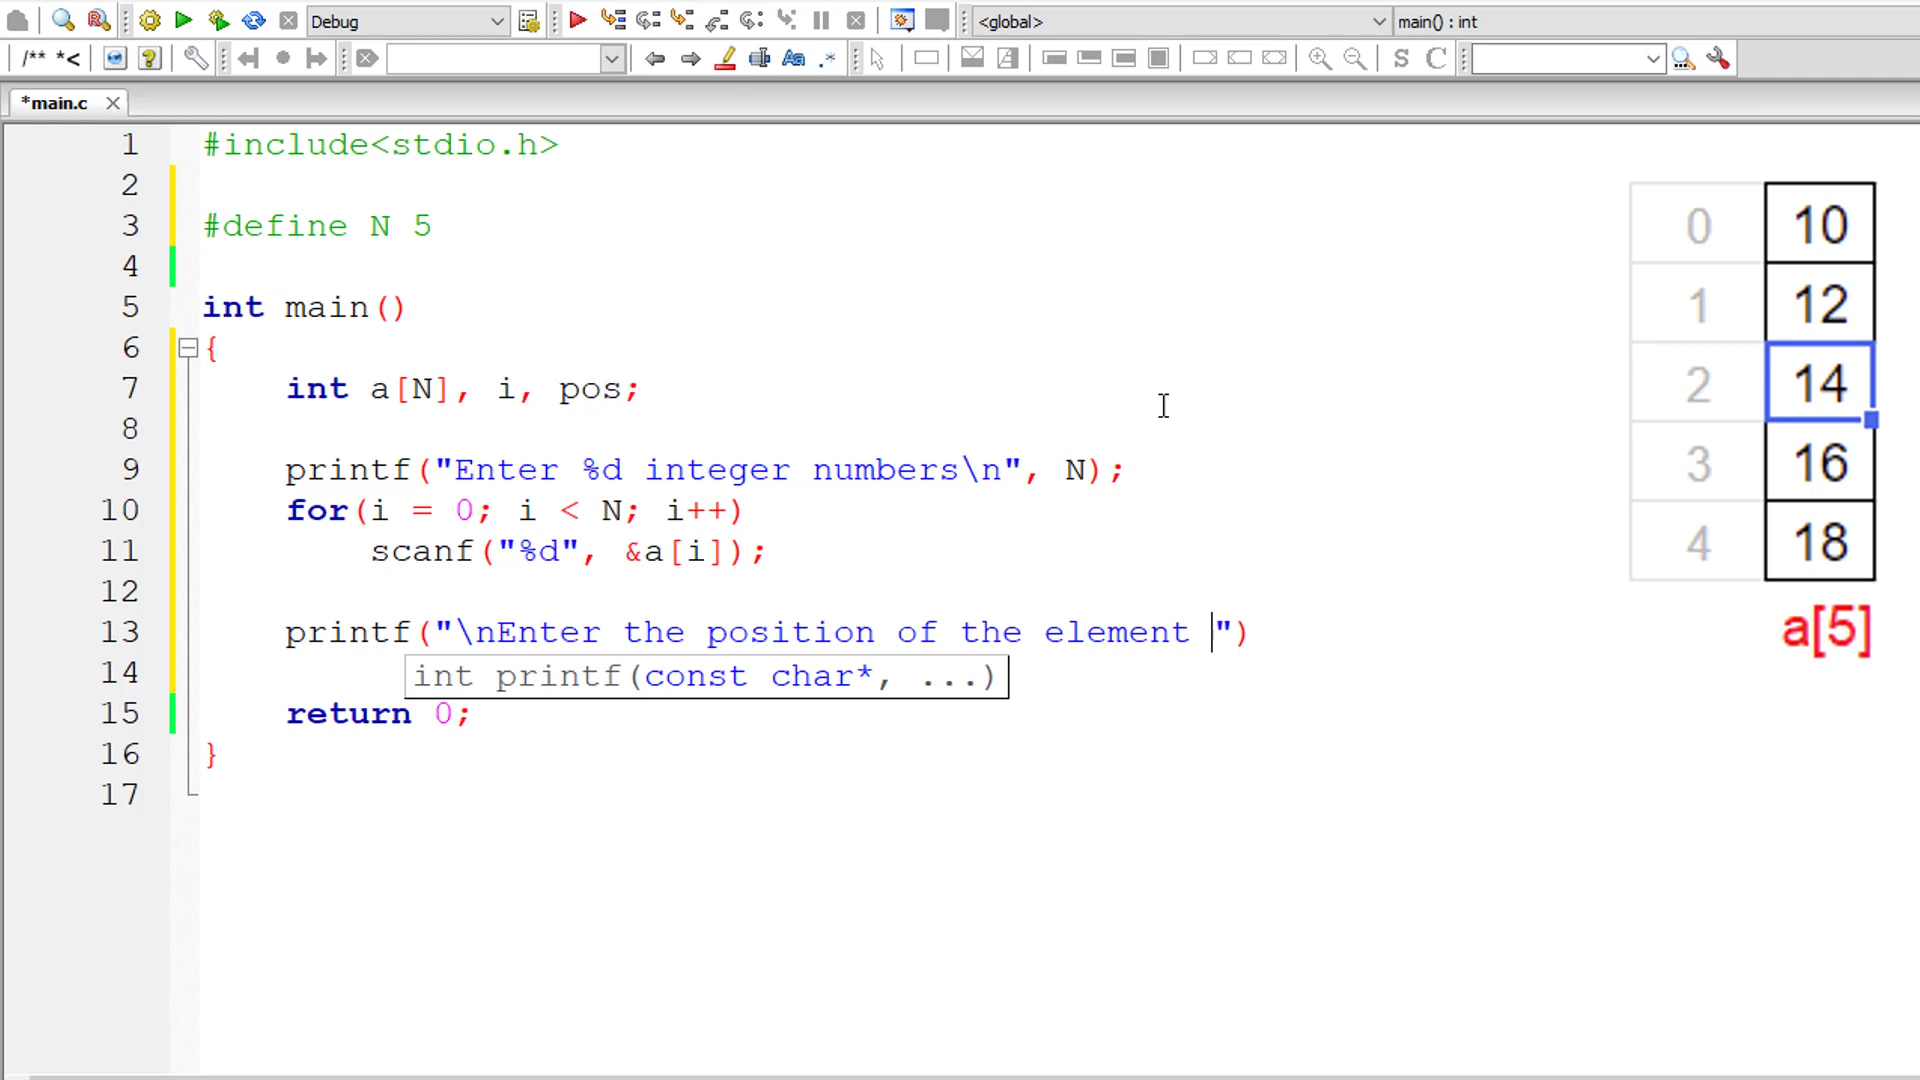 Debug <global> main() : int
/** *< Aa .* S C
*main.c
1 #include<stdio.h>
2
3 #define N 5
4
5 int main()
6 {
7 int a[N], i, pos;
8
9 printf("Enter %d integer numbers\n", N);
10 for(i = 0; i < N; i++)
11 scanf("%d", &a[i]);
12
13 printf("\nEnter the position of the element ")
14 int printf(const char*, ...)
15 return 0;
16 }
17
0 10
1 12
2 14
3 16
4 18
a[5]